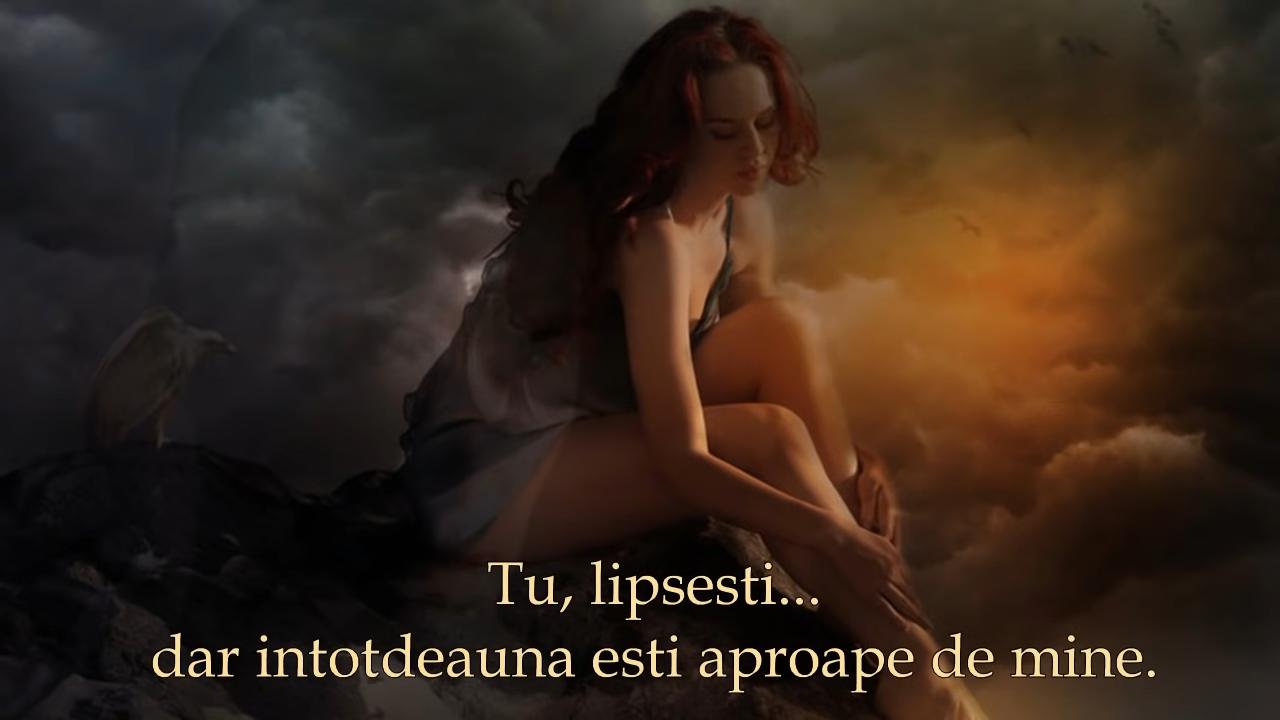 Tu, lipsesti...
dar intotdeauna esti aproape de mine.